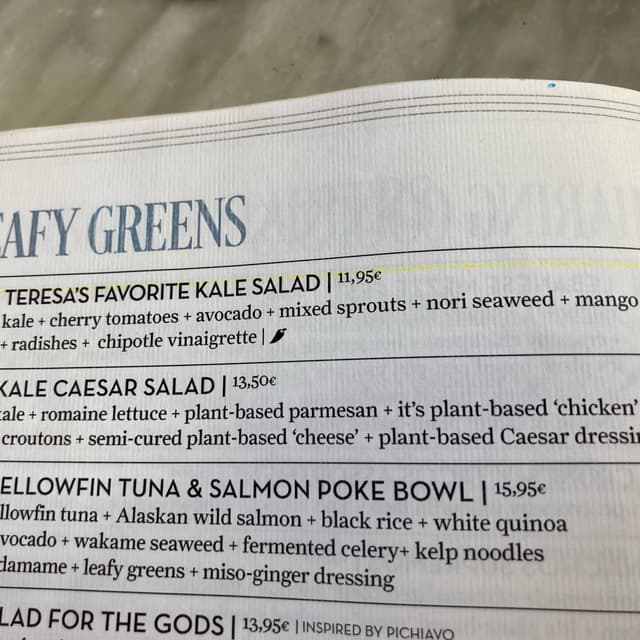 EAFY GREENS
TERESA'S FAVORITE KALE SALAD | 11,95€
kale + cherry tomatoes + avocado + mixed sprouts + nori seaweed + mango
+ radishes + chipotle vinaigrette |
KALE CAESAR SALAD | 13,50€
ale + romaine lettuce + plant-based parmesan + it's plant-based 'chicken'
croutons + semi-cured plant-based 'cheese' + plant-based Caesar dressi
ELLOWFIN TUNA & SALMON POKE BOWL | 15,95€
llowfin tuna + Alaskan wild salmon + black rice + white quinoa
vocado + wakame seaweed + fermented celery+ kelp noodles
damame + leafy greens + miso-ginger dressing
LAD FOR THE GODS | 13,95€ | INSPIRED BY PICHIAVO